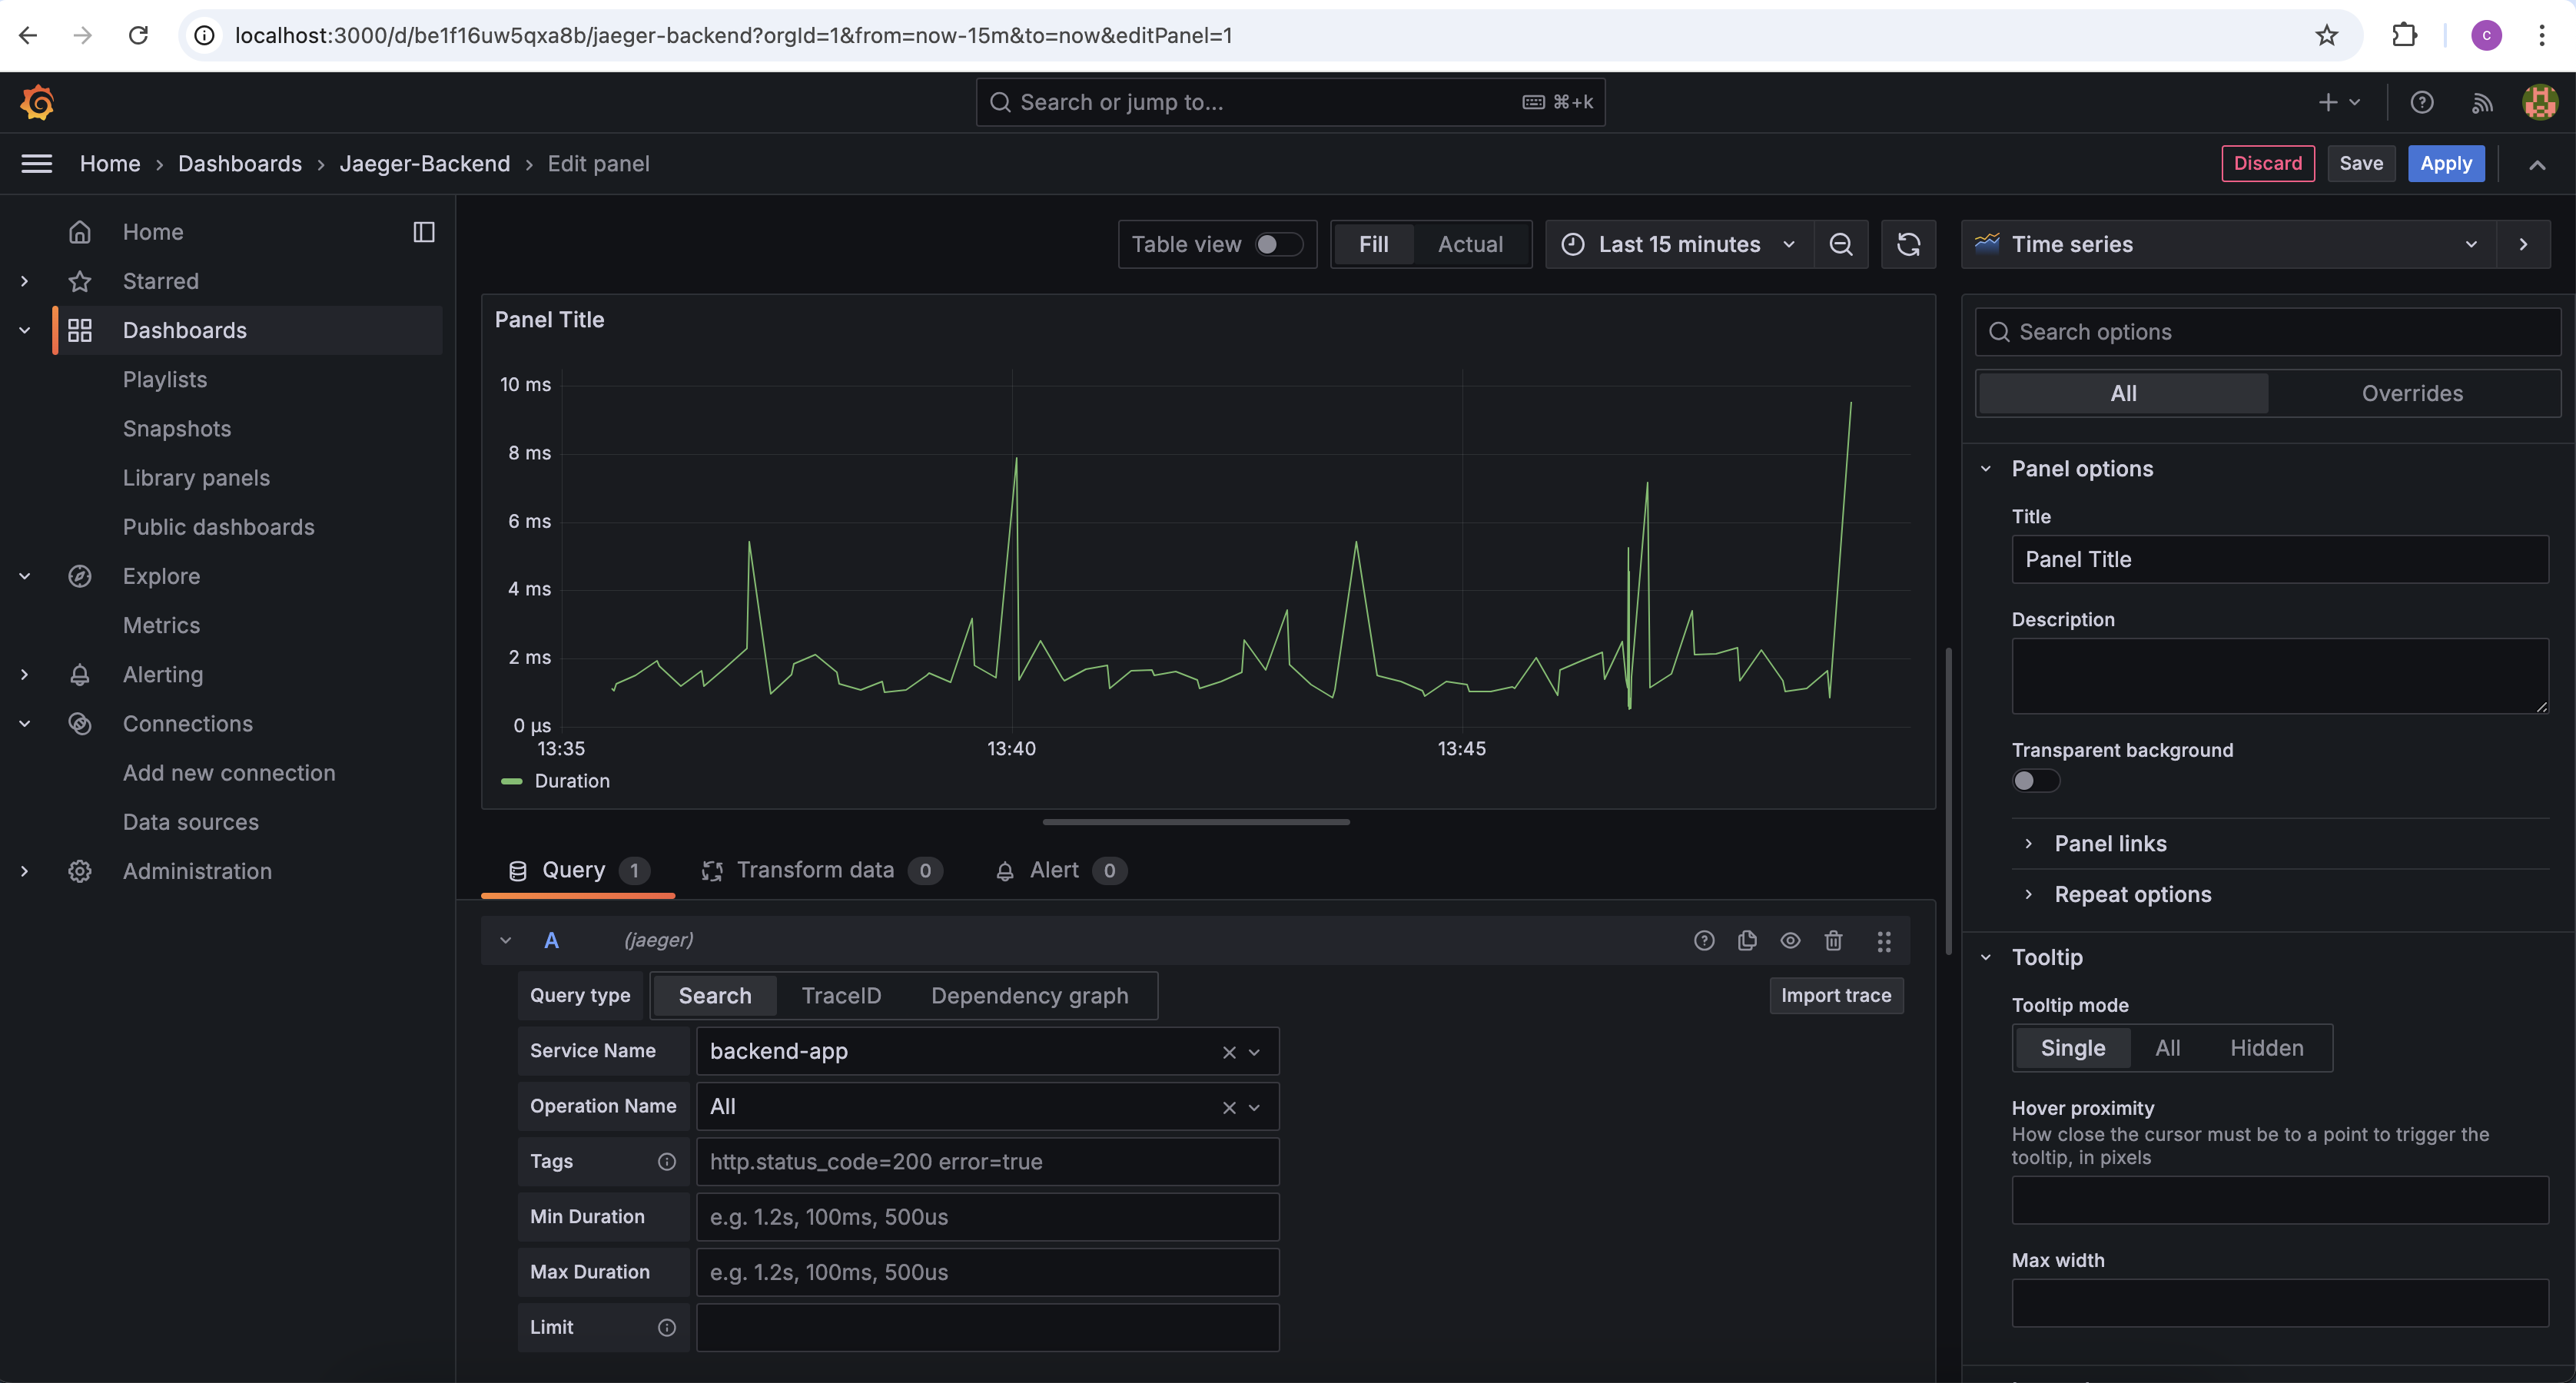 localhost:3000/d/be1f16uw5qxa8b/jaeger-backend?orgId=1&from=now-15m&to=now&editPanel=1
c
Search or jump to...
⌘+k
Home › Dashboards › Jaeger-Backend › Edit panel
Discard
Save
Apply
Home
Starred
Dashboards
Playlists
Snapshots
Library panels
Public dashboards
Explore
Metrics
Alerting
Connections
Add new connection
Data sources
Administration
Table view
Fill
Actual
Last 15 minutes
Time series
Panel Title
10 ms
8 ms
6 ms
4 ms
2 ms
0 µs
13:35
13:40
13:45
Duration
Query 1
Transform data 0
Alert 0
A
(jaeger)
Query type
Search
TraceID
Dependency graph
Import trace
Service Name
backend-app
Operation Name
All
Tags
http.status_code=200 error=true
Min Duration
e.g. 1.2s, 100ms, 500us
Max Duration
e.g. 1.2s, 100ms, 500us
Limit
Search options
All
Overrides
Panel options
Title
Panel Title
Description
Transparent background
Panel links
Repeat options
Tooltip
Tooltip mode
Single
All
Hidden
Hover proximity
How close the cursor must be to a point to trigger the
tooltip, in pixels
Max width